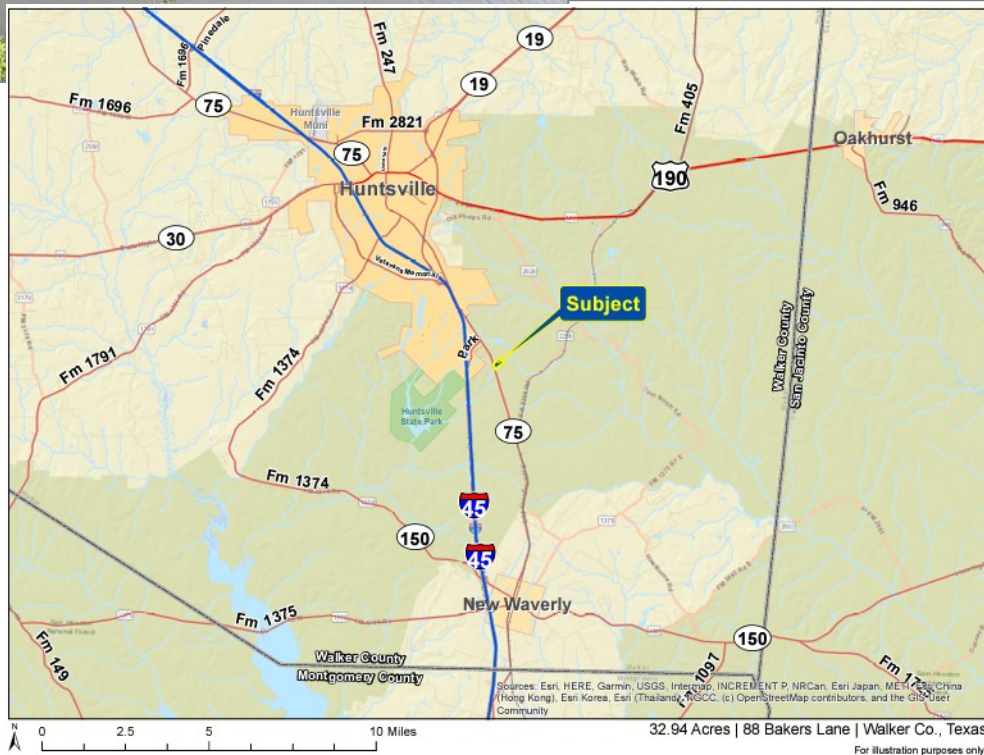 19
Fm 247
Pinedale
Fm 1696
19
Fm 1696
75
Huntsville
Muni
Fm 2821
Fm 405
75
Oakhurst
Huntsville
190
Fm 946
Old Phelps Rd
30
Veterans Memorial
Subject
Walker County
San Jacinto County
Park
Fm 1791
Fm 1374
Huntsville
State Park
75
Fm 1374
45
150
45
New Waverly
Fm 1375
150
Fm 149
Walker County
Montgomery County
Fm 1097
Sources: Esri, HERE, Garmin, USGS, Intermap, INCREMENT P, NRCan, Esri Japan, METI, Esri China
(Hong Kong), Esri Korea, Esri (Thailand), NGCC, (c) OpenStreetMap contributors, and the GIS User
Community
N
0 2.5 5 10 Miles
32.94 Acres | 88 Bakers Lane | Walker Co., Texas
For illustration purposes only